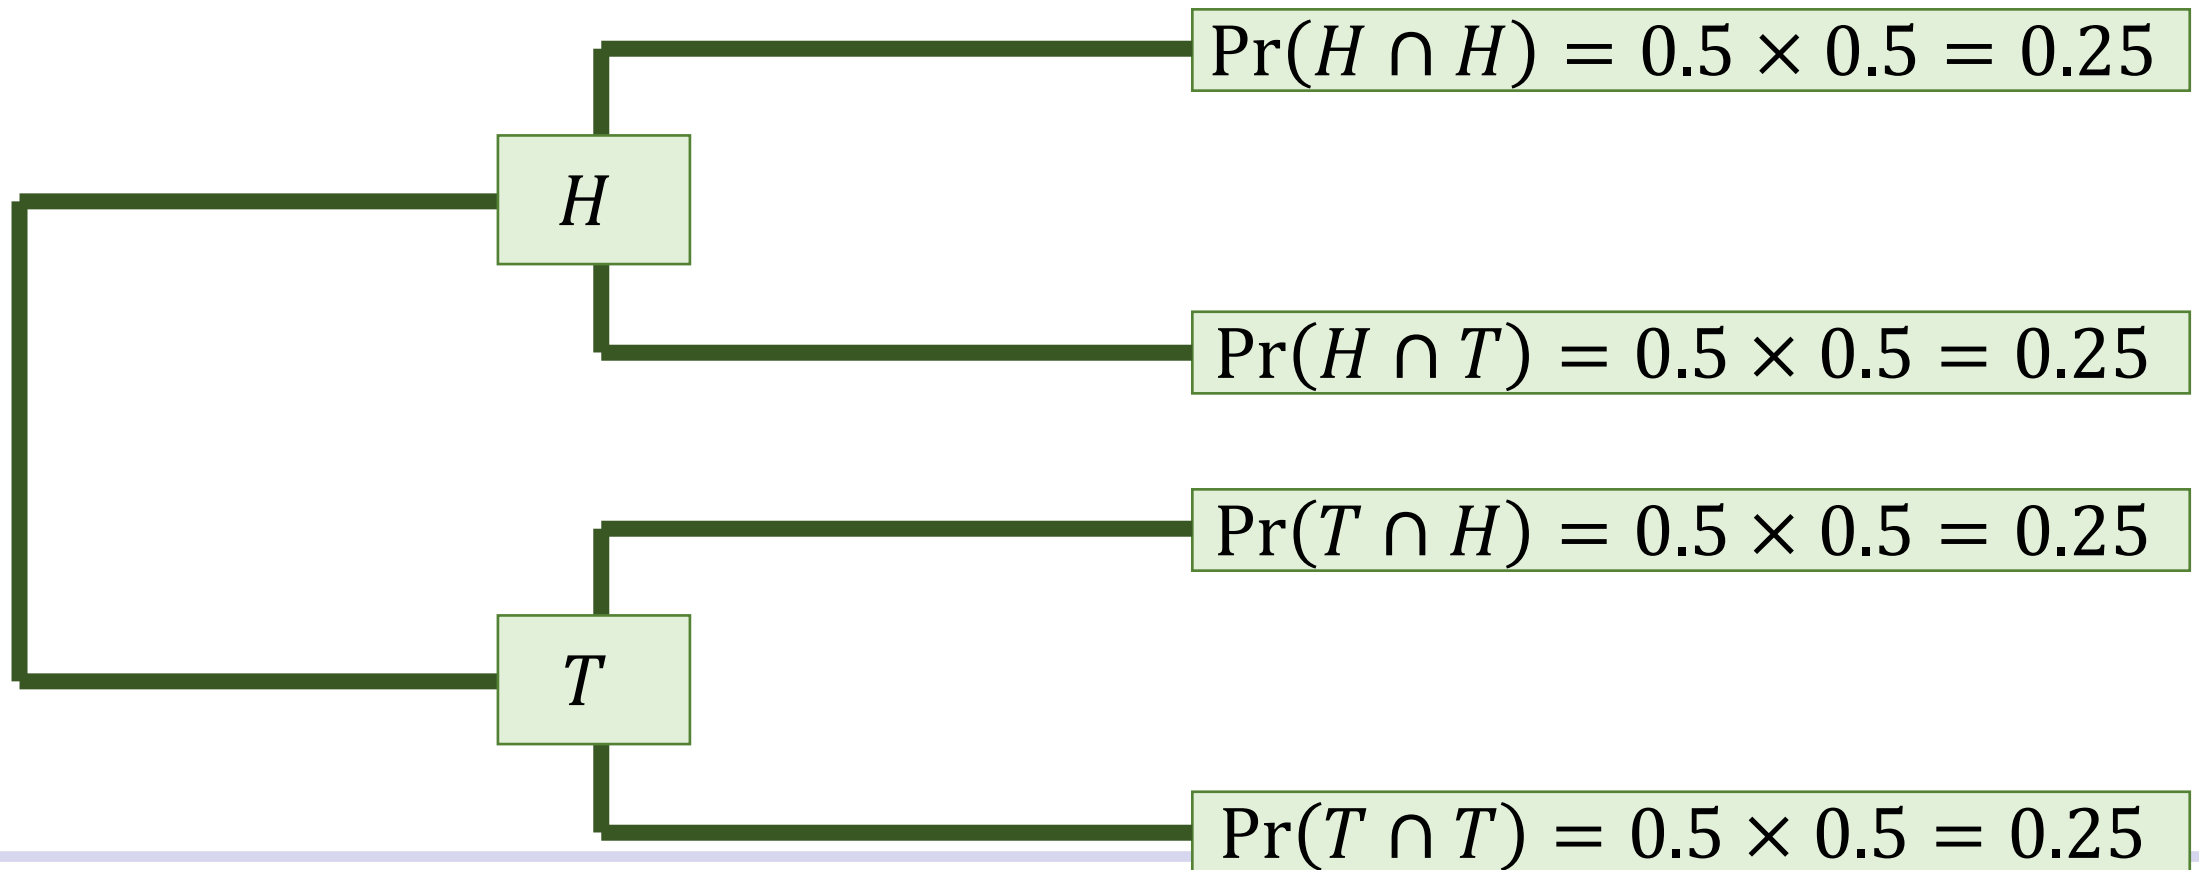 Pr(H ∩ H) = 0.5 × 0.5 = 0.25
H
Pr(H ∩ T) = 0.5 × 0.5 = 0.25
Pr(T ∩ H) = 0.5 × 0.5 = 0.25
T
Pr(T ∩ T) = 0.5 × 0.5 = 0.25